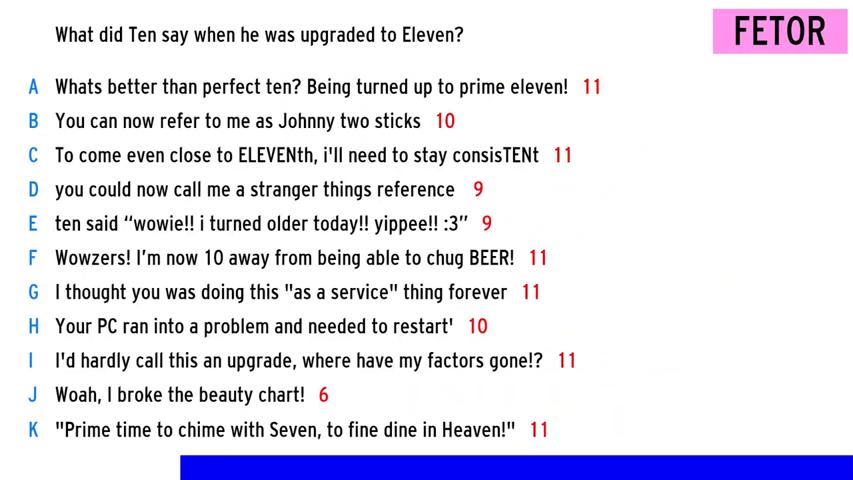 What did Ten say when he was upgraded to Eleven?
FETOR
A Whats better than perfect ten? Being turned up to prime eleven! 11
B You can now refer to me as Johnny two sticks 10
C To come even close to ELEVENth, i'll need to stay consisTENt 11
D you could now call me a stranger things reference 9
E ten said “wowie!! i turned older today!! yippee!! :3” 9
F Wowzers! I’m now 10 away from being able to chug BEER! 11
G I thought you was doing this "as a service" thing forever 11
H Your PC ran into a problem and needed to restart' 10
I I'd hardly call this an upgrade, where have my factors gone!? 11
J Woah, I broke the beauty chart! 6
K "Prime time to chime with Seven, to fine dine in Heaven!" 11